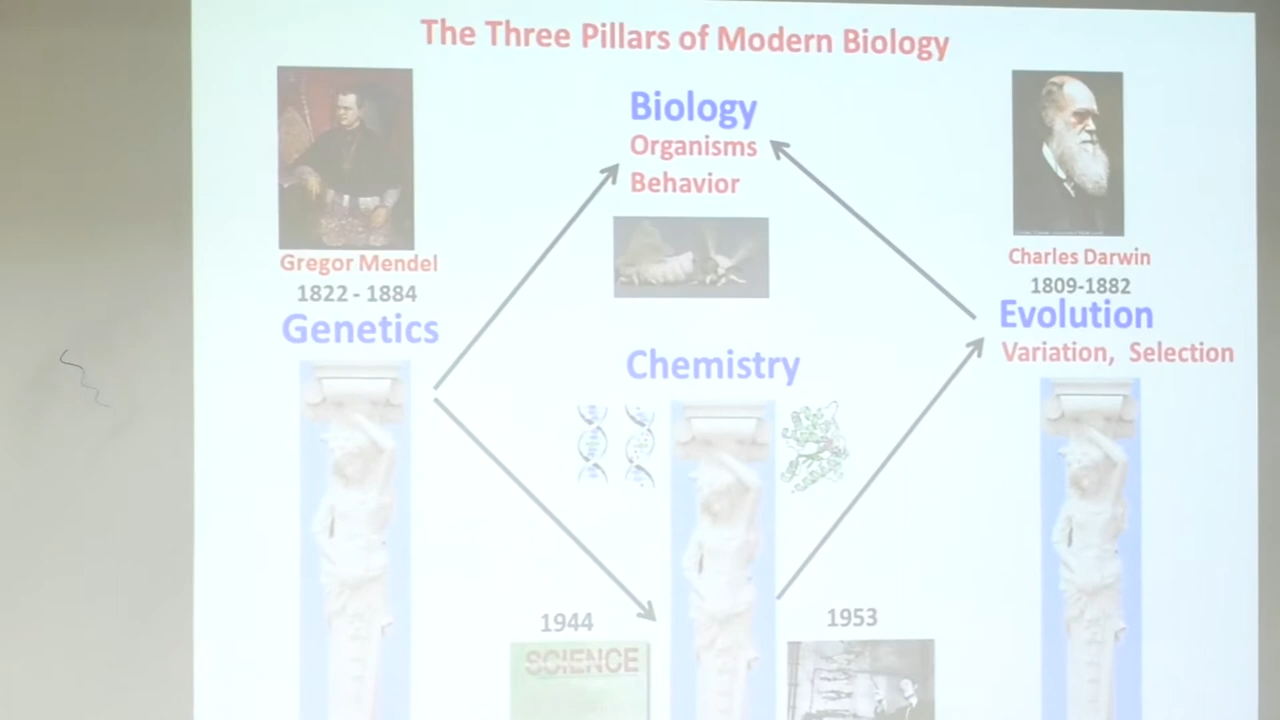 The Three Pillars of Modern Biology
Biology
Organisms
Behavior
Gregor Mendel
1822 - 1884
Genetics
Charles Darwin
1809-1882
Evolution
Variation, Selection
Chemistry
1944
SCIENCE
1953